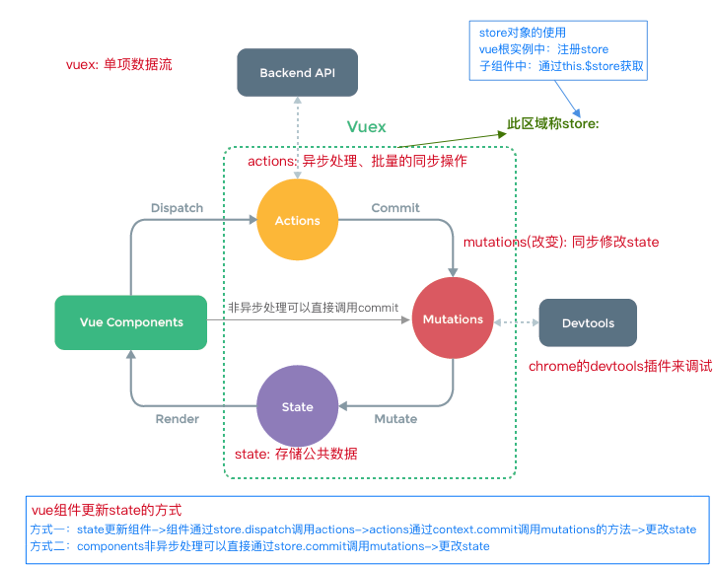 store对象的使用
vue根实例中：注册store
子组件中：通过this.$store获取
vuex: 单项数据流
Backend API
此区域称store:
Vuex
actions: 异步处理、批量的同步操作
Dispatch
Commit
Actions
mutations(改变): 同步修改state
非异步处理可以直接调用commit
Vue Components
Mutations
Devtools
chrome的devtools插件来调试
State
Render
Mutate
state: 存储公共数据
vue组件更新state的方式
方式一：state更新组件->组件通过store.dispatch调用actions->actions通过context.commit调用mutations的方法->更改state
方式二：components非异步处理可以直接通过store.commit调用mutations->更改state